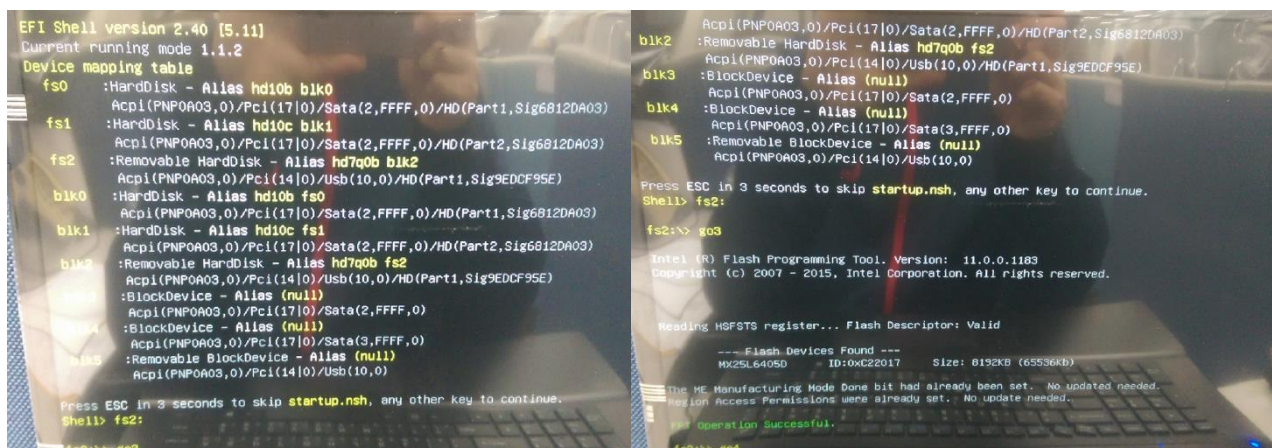 EFI Shell version 2.40 [5.11]
Current running mode 1.1.2
Device mapping table
fs0 :HardDisk - Alias hd10b blk0
Acpi(PNP0A03,0)/Pci(17|0)/Sata(2,FFFF,0)/HD(Part1,Sig6812DA03)
fs1 :HardDisk - Alias hd10c blk1
Acpi(PNP0A03,0)/Pci(17|0)/Sata(2,FFFF,0)/HD(Part2,Sig6812DA03)
fs2 :Removable HardDisk - Alias hd7q0b blk2
Acpi(PNP0A03,0)/Pci(14|0)/Usb(10,0)/HD(Part1,Sig9EDCF95E)
blk0 :HardDisk - Alias hd10b fs0
Acpi(PNP0A03,0)/Pci(17|0)/Sata(2,FFFF,0)/HD(Part1,Sig6812DA03)
blk1 :HardDisk - Alias hd10c fs1
Acpi(PNP0A03,0)/Pci(17|0)/Sata(2,FFFF,0)/HD(Part2,Sig6812DA03)
blk2 :Removable HardDisk - Alias hd7q0b fs2
Acpi(PNP0A03,0)/Pci(14|0)/Usb(10,0)/HD(Part1,Sig9EDCF95E)
:BlockDevice - Alias (null)
Acpi(PNP0A03,0)/Pci(17|0)/Sata(2,FFFF,0)
:BlockDevice - Alias (null)
Acpi(PNP0A03,0)/Pci(17|0)/Sata(3,FFFF,0)
blk5 :Removable BlockDevice - Alias (null)
Acpi(PNP0A03,0)/Pci(14|0)/Usb(10,0)
Press ESC in 3 seconds to skip startup.nsh, any other key to continue.
Shell> fs2:
Acpi(PNP0A03,0)/Pci(17|0)/Sata(2,FFFF,0)/HD(Part2,Sig6812DA03)
blk2 :Removable HardDisk - Alias hd7q0b fs2
Acpi(PNP0A03,0)/Pci(14|0)/Usb(10,0)/HD(Part1,Sig9EDCF95E)
blk3 :BlockDevice - Alias (null)
Acpi(PNP0A03,0)/Pci(17|0)/Sata(2,FFFF,0)
blk4 :BlockDevice - Alias (null)
Acpi(PNP0A03,0)/Pci(17|0)/Sata(3,FFFF,0)
blk5 :Removable BlockDevice - Alias (null)
Acpi(PNP0A03,0)/Pci(14|0)/Usb(10,0)
Press ESC in 3 seconds to skip startup.nsh, any other key to continue.
Shell> fs2:
fs2:\> go3
Intel (R) Flash Programming Tool. Version: 11.0.0.1183
Copyright (c) 2007 - 2015, Intel Corporation. All rights reserved.
Reading HSFSTS register... Flash Descriptor: Valid
--- Flash Devices Found ---
MX25L6405D ID:0xC22017 Size: 8192KB (65536Kb)
The ME Manufacturing Mode Done bit had already been set. No updated needed.
Region Access Permissions were already set. No update needed.
FPT Operation Successful.